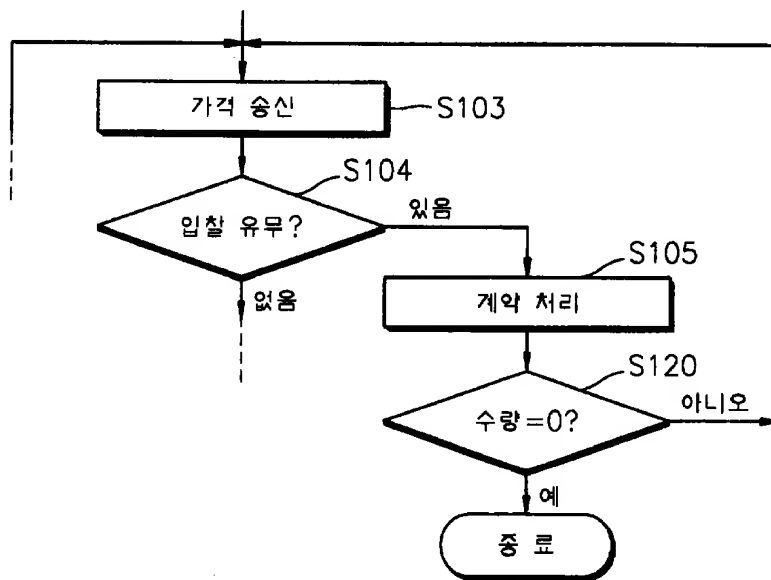 가격 송신
S103
S104
입찰 유무?
있음
S105
없음
계약 처리
S120
수량=0?
아니오
예
종 료